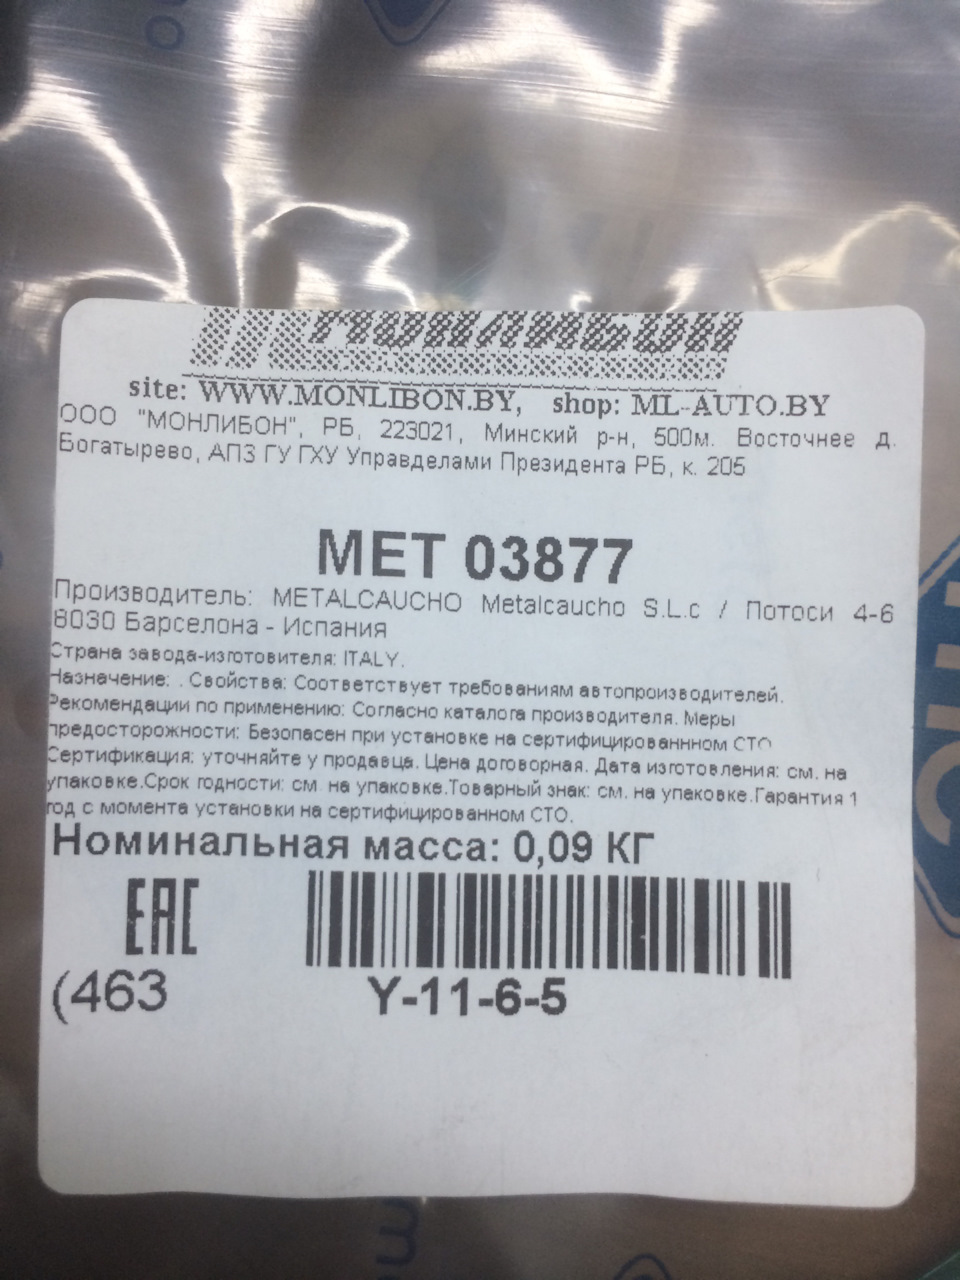 МОНЛИБОН
site: WWW.MONLIBON.BY, shop: ML-AUTO.BY
ООО "МОНЛИБОН", РБ, 223021, Минский р-н, 500м. Восточнее д.
Богатырево, АПЗ ГУ ГХУ Управделами Президента РБ, к. 205
MET 03877
Производитель: METALCAUCHO Metalcaucho S.L.c / Потоси 4-6
8030 Барселона - Испания
Страна завода-изготовителя: ITALY.
Назначение: . Свойства: Соответствует требованиям автопроизводителей.
Рекомендации по применению: Согласно каталога производителя. Меры
предосторожности: Безопасен при установке на сертифицированнном СТО
Сертификация: уточняйте у продавца. Цена договорная. Дата изготовления: см. на
упаковке.Срок годности: см. на упаковке.Товарный знак: см. на упаковке.Гарантия 1
год с момента установки на сертифицированном СТО.
Номинальная масса: 0,09 КГ
EAC
(463 Y-11-6-5